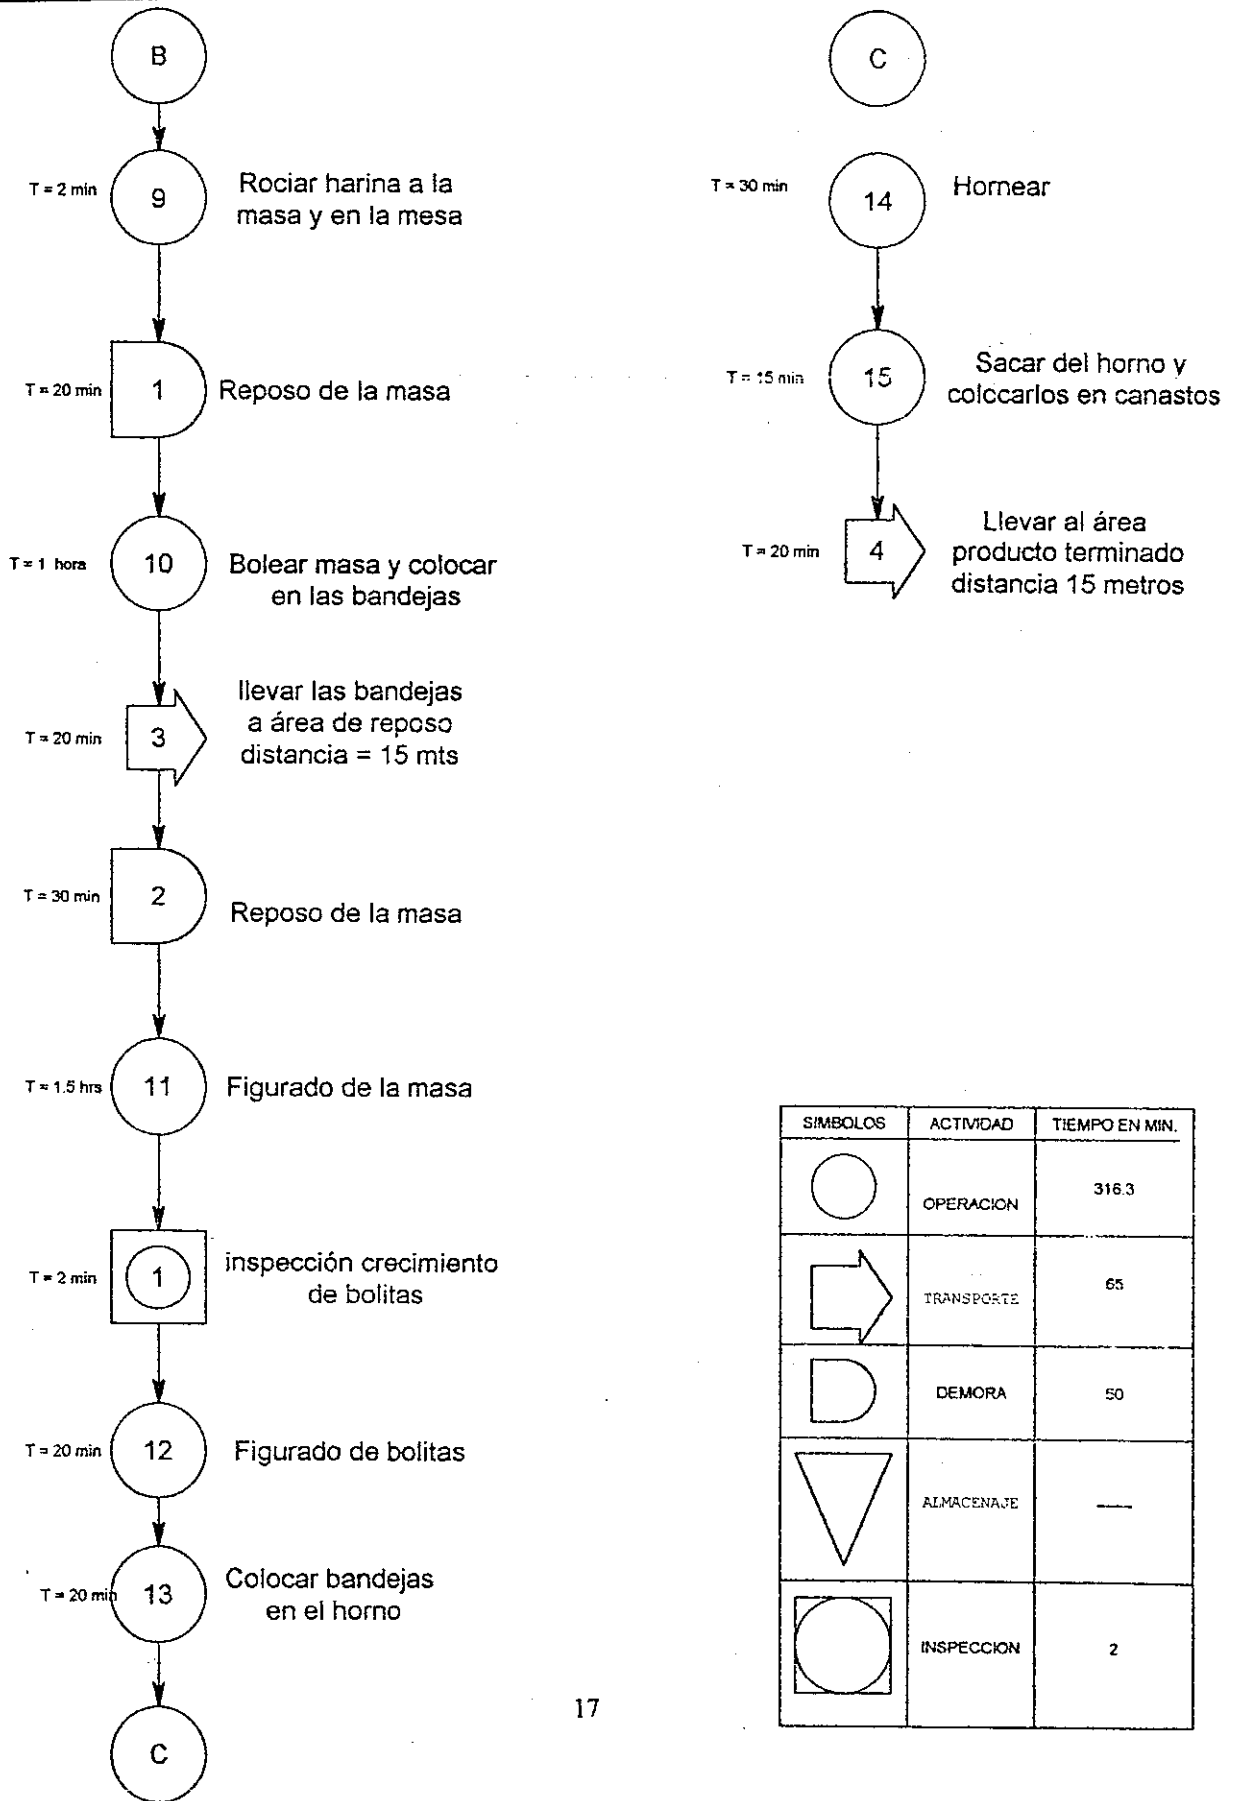 B
T = 2 min
9
Rociar harina a la
masa y en la mesa
T = 20 min
1
Reposo de la masa
T = 1 hora
10
Bolear masa y colocar
en las bandejas
T = 20 min
3
llevar las bandejas
a área de reposo
distancia = 15 mts
T = 30 min
2
Reposo de la masa
T = 1.5 hrs
11
Figurado de la masa
T = 2 min
1
inspección crecimiento
de bolitas
T = 20 min
12
Figurado de bolitas
T = 20 min
13
Colocar bandejas
en el horno
C
C
T = 30 min
14
Hornear
T = 15 min
15
Sacar del horno y
colocarlos en canastos
T = 20 min
4
Llevar al área
producto terminado
distancia 15 metros
SIMBOLOS ACTIVIDAD TIEMPO EN MIN.
OPERACION 316.3
TRANSPORTE 65
DEMORA 50
ALMACENAJE —
INSPECCION 2
17